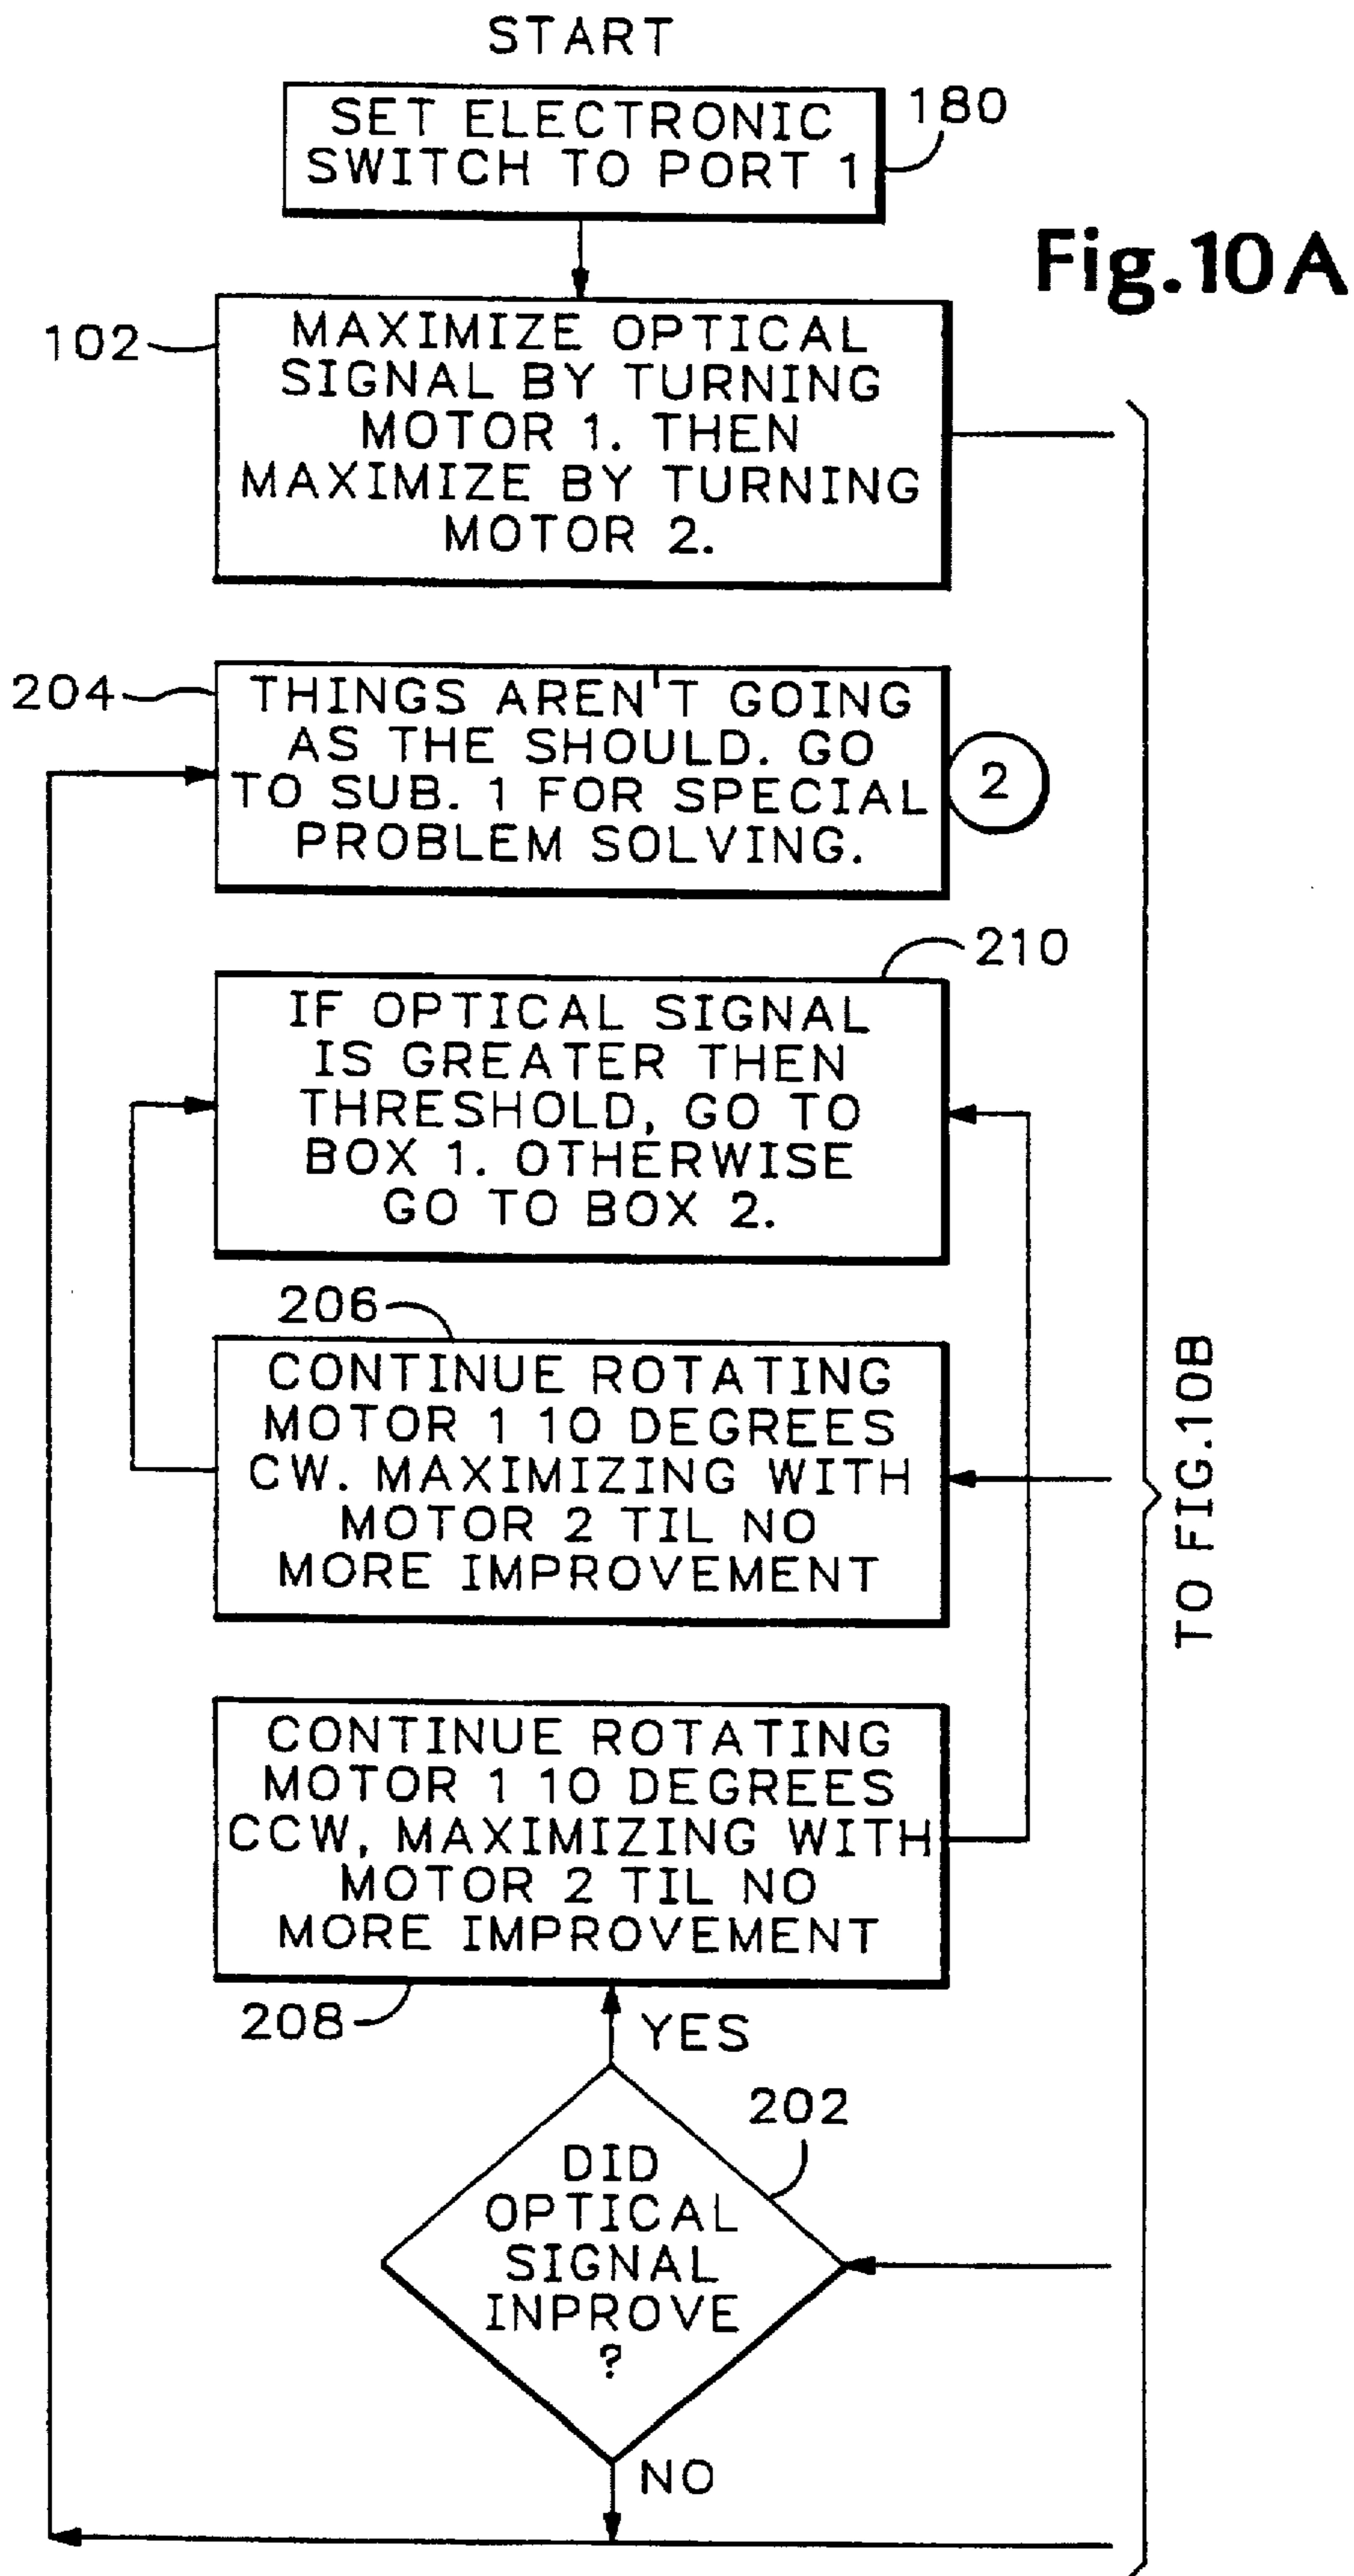 START
SET ELECTRONIC
SWITCH TO PORT 1
180
Fig.10A
102
MAXIMIZE OPTICAL
SIGNAL BY TURNING
MOTOR 1. THEN
MAXIMIZE BY TURNING
MOTOR 2.
204
THINGS AREN'T GOING
AS THE SHOULD. GO
TO SUB. 1 FOR SPECIAL
PROBLEM SOLVING.
2
210
IF OPTICAL SIGNAL
IS GREATER THEN
THRESHOLD, GO TO
BOX 1. OTHERWISE
GO TO BOX 2.
206
CONTINUE ROTATING
MOTOR 1 10 DEGREES
CW. MAXIMIZING WITH
MOTOR 2 TIL NO
MORE IMPROVEMENT
TO FIG.10B
CONTINUE ROTATING
MOTOR 1 10 DEGREES
CCW, MAXIMIZING WITH
MOTOR 2 TIL NO
MORE IMPROVEMENT
208
YES
202
DID
OPTICAL
SIGNAL
INPROVE
?
NO